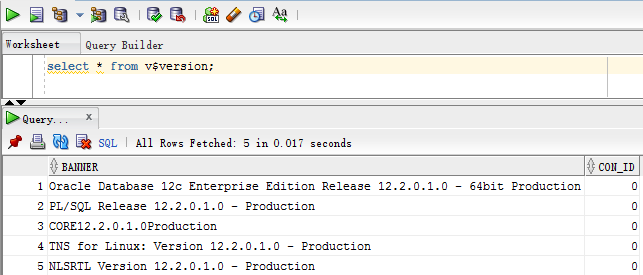 SQL
Aa
Worksheet Query Builder
select * from v$version;
Query... x
SQL | All Rows Fetched: 5 in 0.017 seconds
BANNER CON_ID
1 Oracle Database 12c Enterprise Edition Release 12.2.0.1.0 - 64bit Production 0
2 PL/SQL Release 12.2.0.1.0 - Production 0
3 CORE12.2.0.1.0Production 0
4 TNS for Linux: Version 12.2.0.1.0 - Production 0
5 NLSRTL Version 12.2.0.1.0 - Production 0